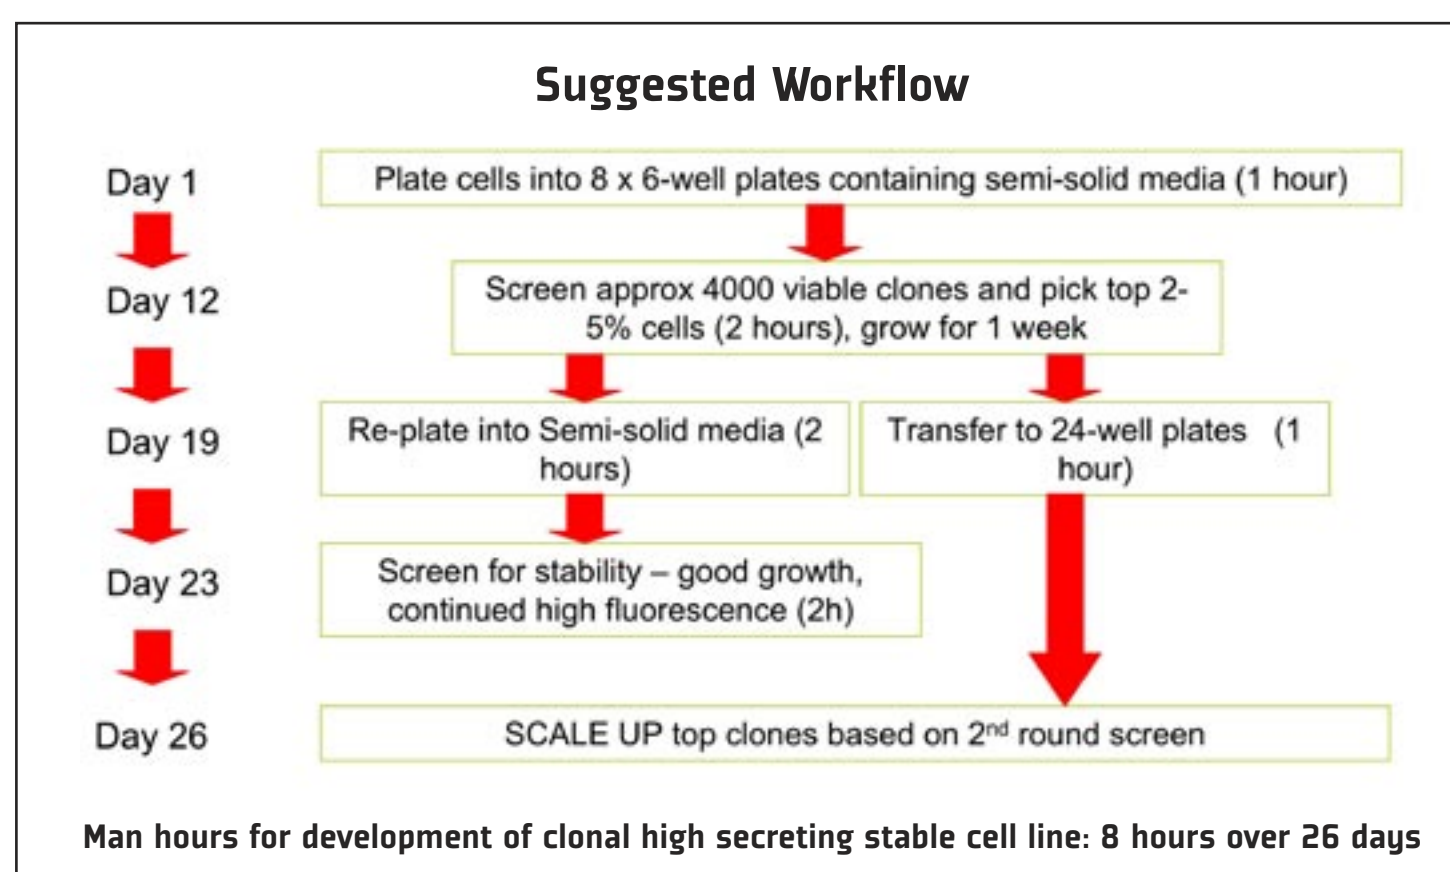 Suggested Workflow
Day 1
Plate cells into 8 x 6-well plates containing semi-solid media (1 hour)
Day 12
Screen approx 4000 viable clones and pick top 2-
5% cells (2 hours), grow for 1 week
Day 19
Re-plate into Semi-solid media (2
hours)
Transfer to 24-well plates (1
hour)
Day 23
Screen for stability – good growth,
continued high fluorescence (2h)
Day 26
SCALE UP top clones based on 2nd round screen
Man hours for development of clonal high secreting stable cell line: 8 hours over 26 days